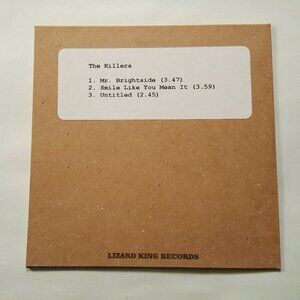 The Killers
1. Mr. Brightside (3.47)
2. Smile Like You Mean It (3.59)
3. Untitled (2.45)
LIZARD KING RECORDS